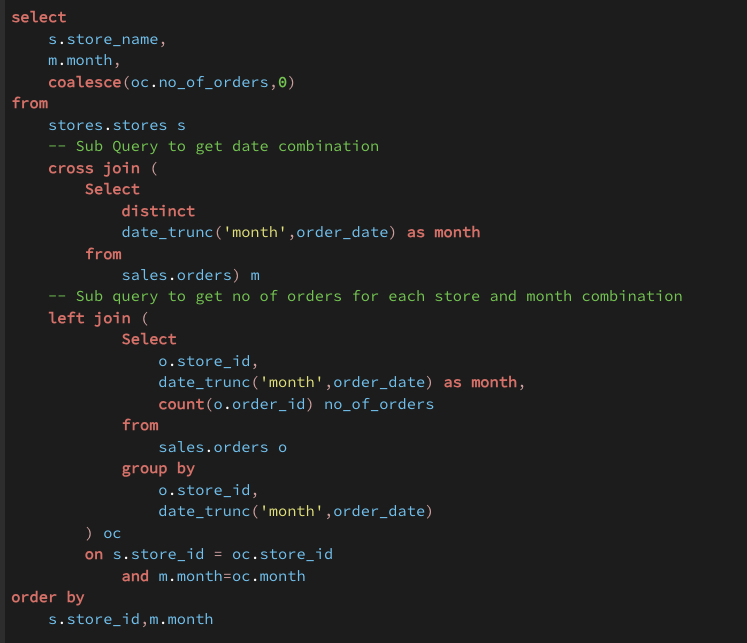 select
    s.store_name,
    m.month,
    coalesce(oc.no_of_orders,0)
from
    stores.stores s
    -- Sub Query to get date combination
    cross join (
        Select
            distinct
            date_trunc('month',order_date) as month
        from
            sales.orders) m
    -- Sub query to get no of orders for each store and month combination
    left join (
            Select
                o.store_id,
                date_trunc('month',order_date) as month,
                count(o.order_id) no_of_orders
            from
                sales.orders o
            group by
                o.store_id,
                date_trunc('month',order_date)
        ) oc
        on s.store_id = oc.store_id
            and m.month=oc.month
order by
    s.store_id,m.month